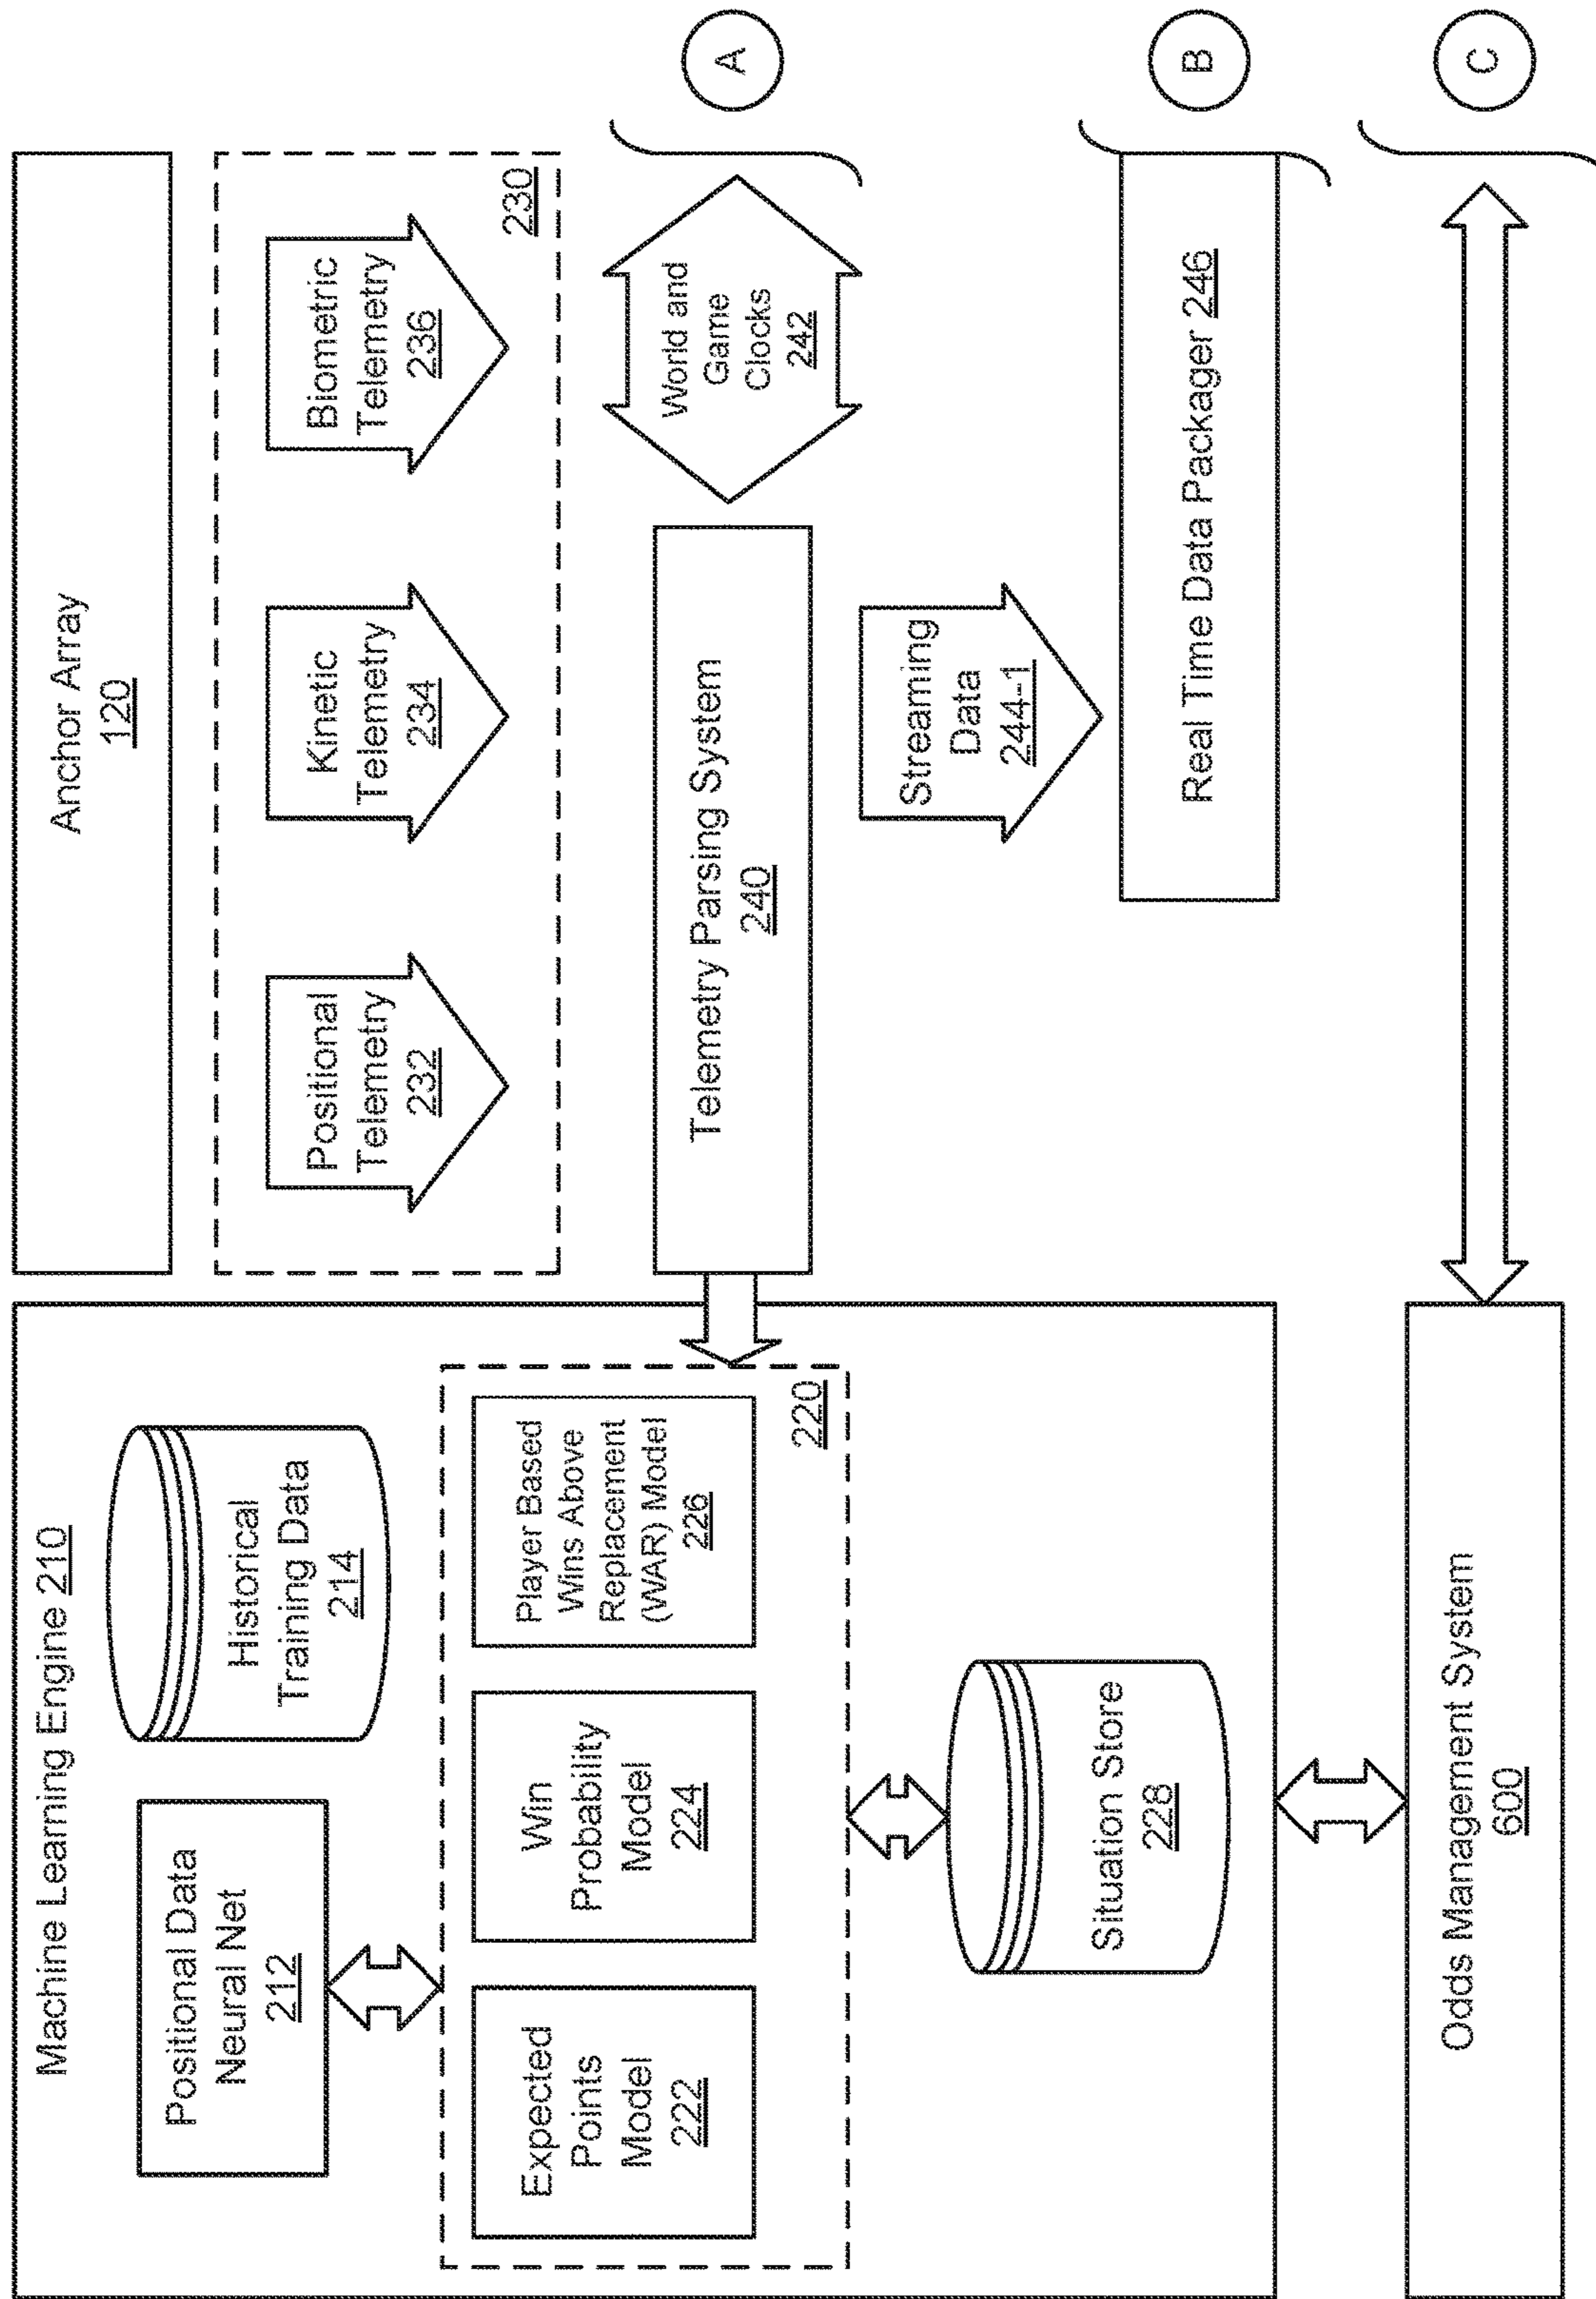 Machine Learning Engine 210
Positional Data
Neural Net
212
Historical
Training Data
214
Expected
Points
Model
222
Win
Probability
Model
224
Player Based
Wins Above
Replacement
(WAR) Model
226
220
Situation Store
228
Odds Management System
600
Anchor Array
120
Positional
Telemetry
232
Kinetic
Telemetry
234
Biometric
Telemetry
236
230
Telemetry Parsing System
240
World and
Game
Clocks
242
A
Streaming
Data
244-1
Real Time Data Packager 246
B
C